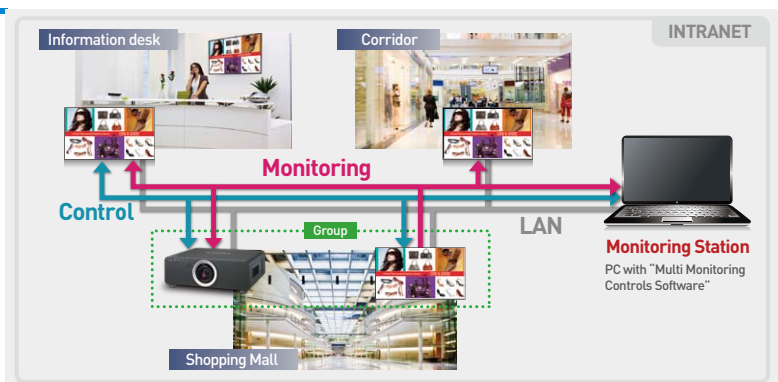 INTRANET
Information desk
Corridor
Monitoring
Control
LAN
Group
Monitoring Station
PC with "Multi Monitoring
Controls Software"
Shopping Mall